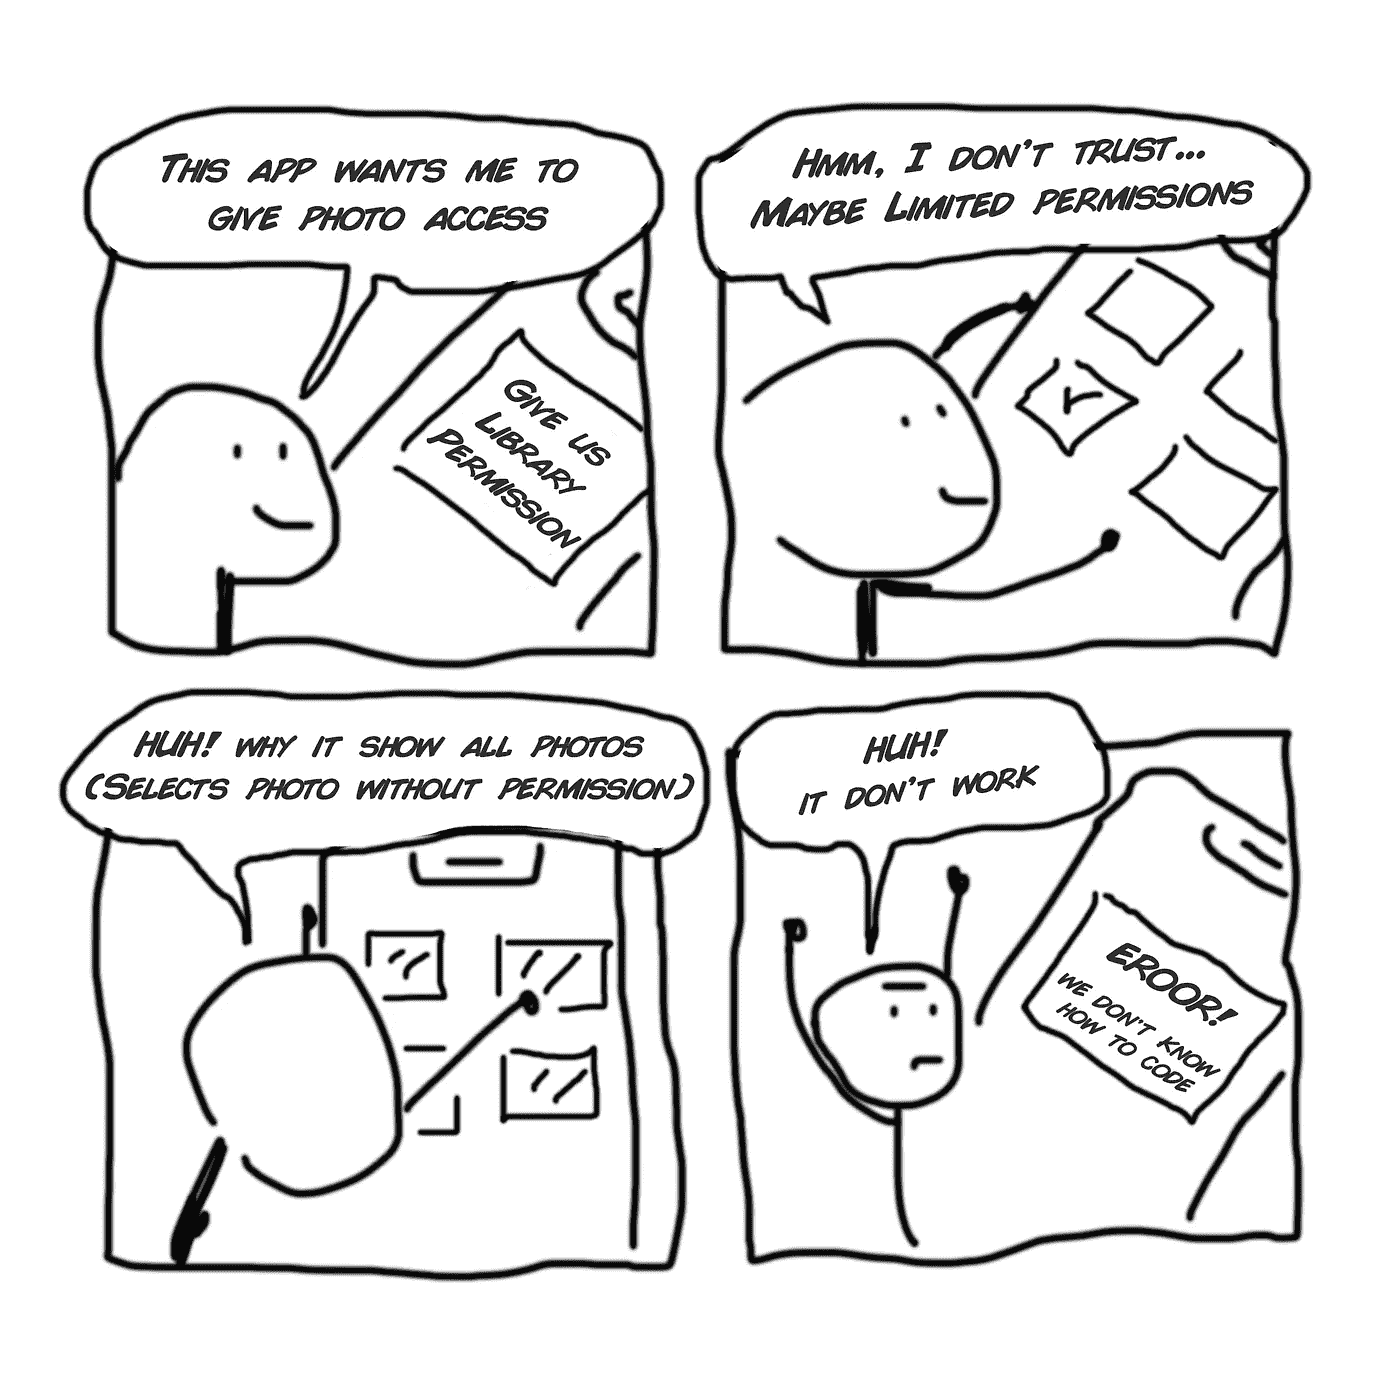 This app wants me to
give photo access
Give us
Library
Permission
Hmm, I don't trust...
Maybe Limited permissions
HUH! why it show all photos
(Selects photo without permission)
HUH!
it don't work
EROOR!
we don't know
how to code